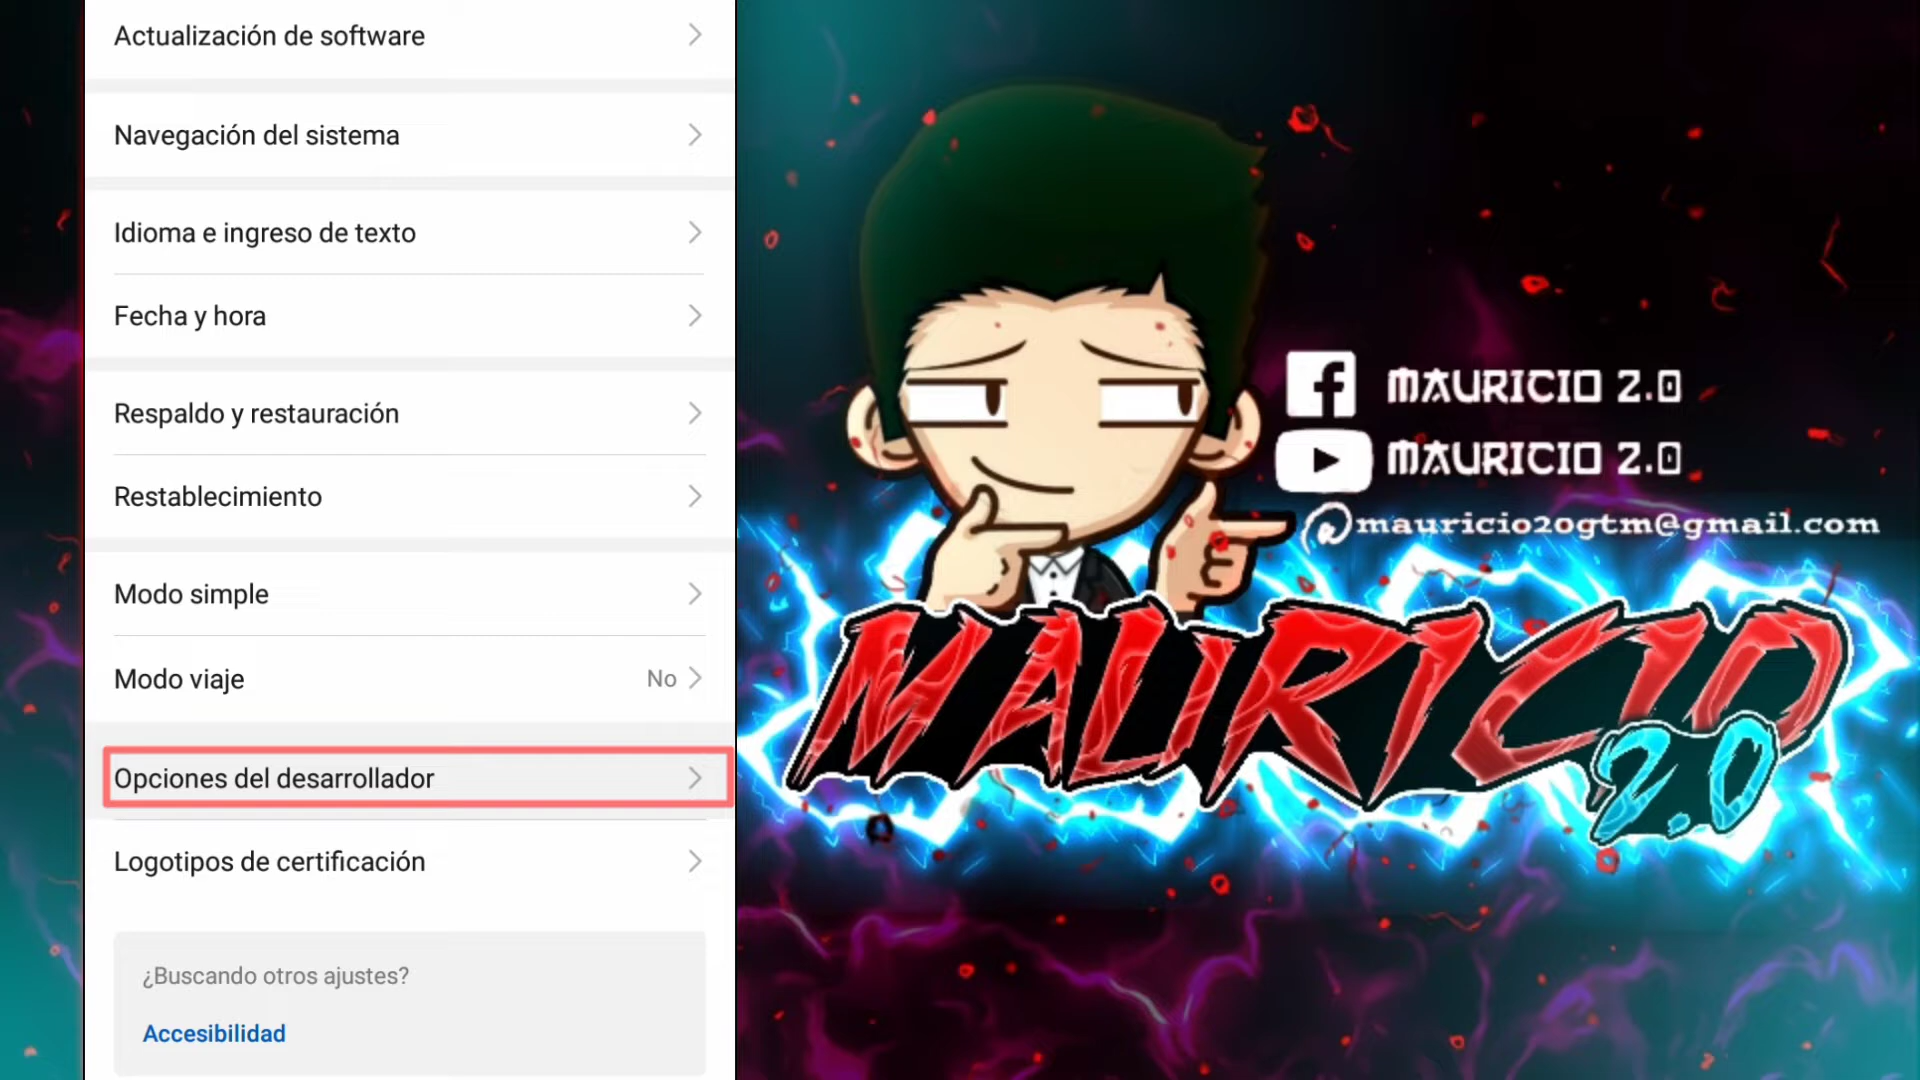 Actualización de software
Navegación del sistema
Idioma e ingreso de texto
Fecha y hora
Respaldo y restauración
Restablecimiento
Modo simple
Modo viaje
No
Opciones del desarrollador
Logotipos de certificación
¿Buscando otros ajustes?
Accesibilidad
f MAURICIO 2.0
MAURICIO 2.0
@mauricio20gtm@gmail.com
MAURICIO
2.0